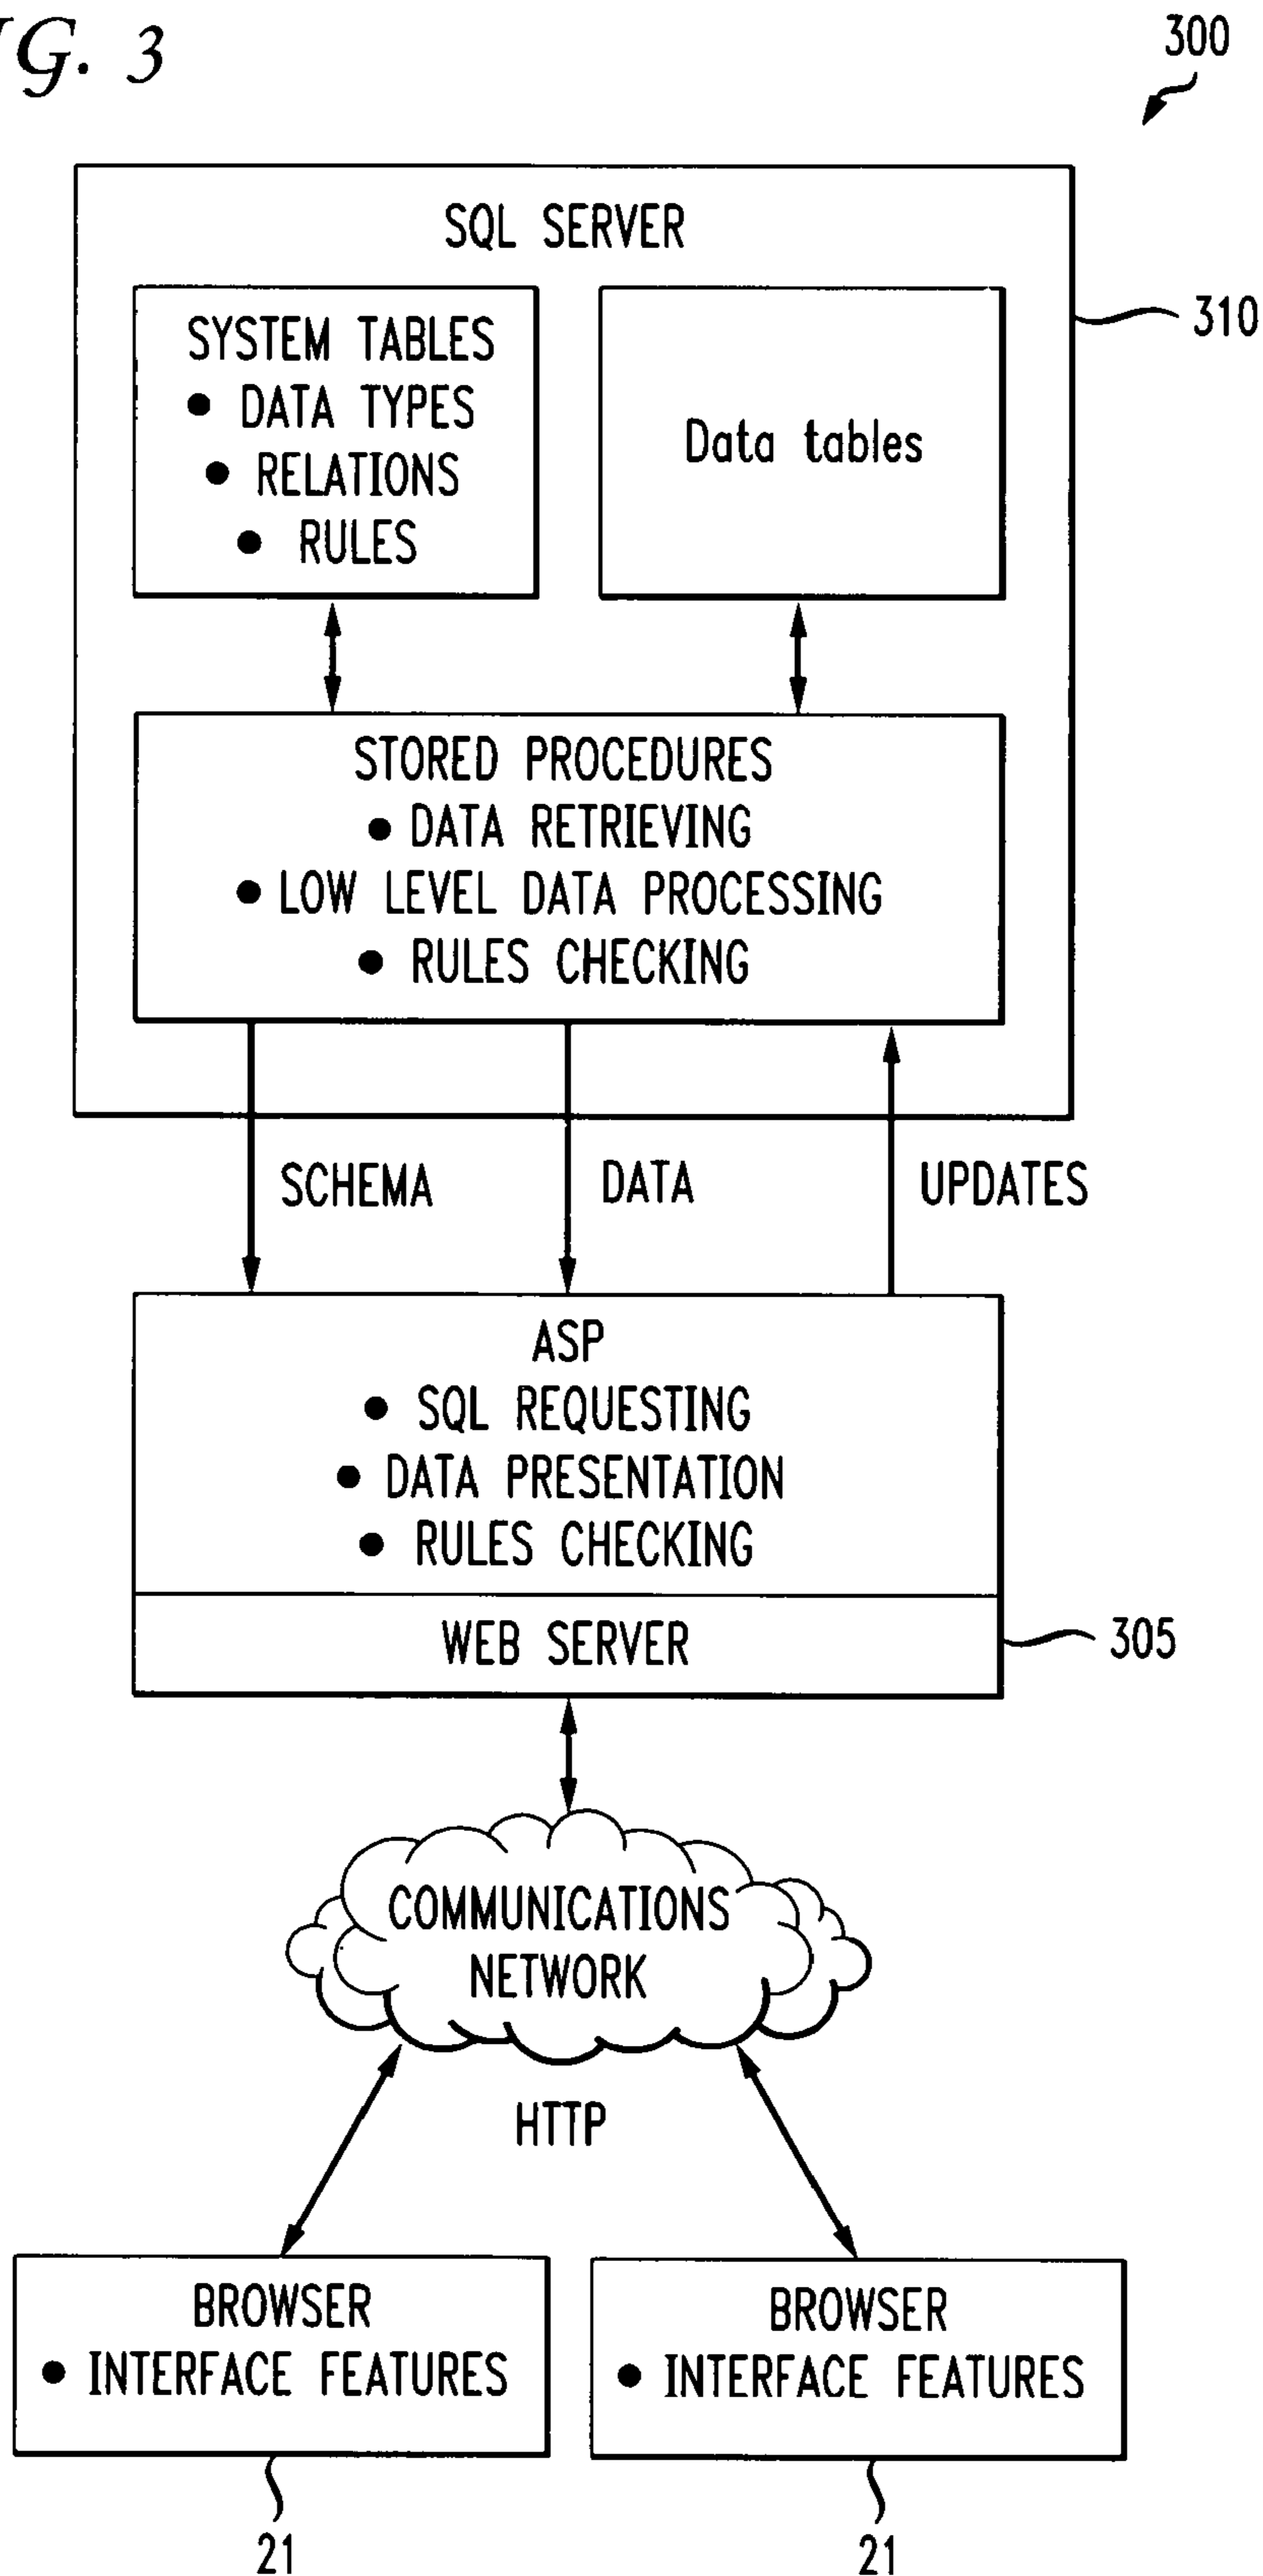 G. 3
300
SQL SERVER
310
SYSTEM TABLES
• DATA TYPES
• RELATIONS
• RULES
Data tables
STORED PROCEDURES
• DATA RETRIEVING
• LOW LEVEL DATA PROCESSING
• RULES CHECKING
SCHEMA
DATA
UPDATES
ASP
• SQL REQUESTING
• DATA PRESENTATION
• RULES CHECKING
WEB SERVER
305
COMMUNICATIONS
NETWORK
HTTP
BROWSER
• INTERFACE FEATURES
21
BROWSER
• INTERFACE FEATURES
21